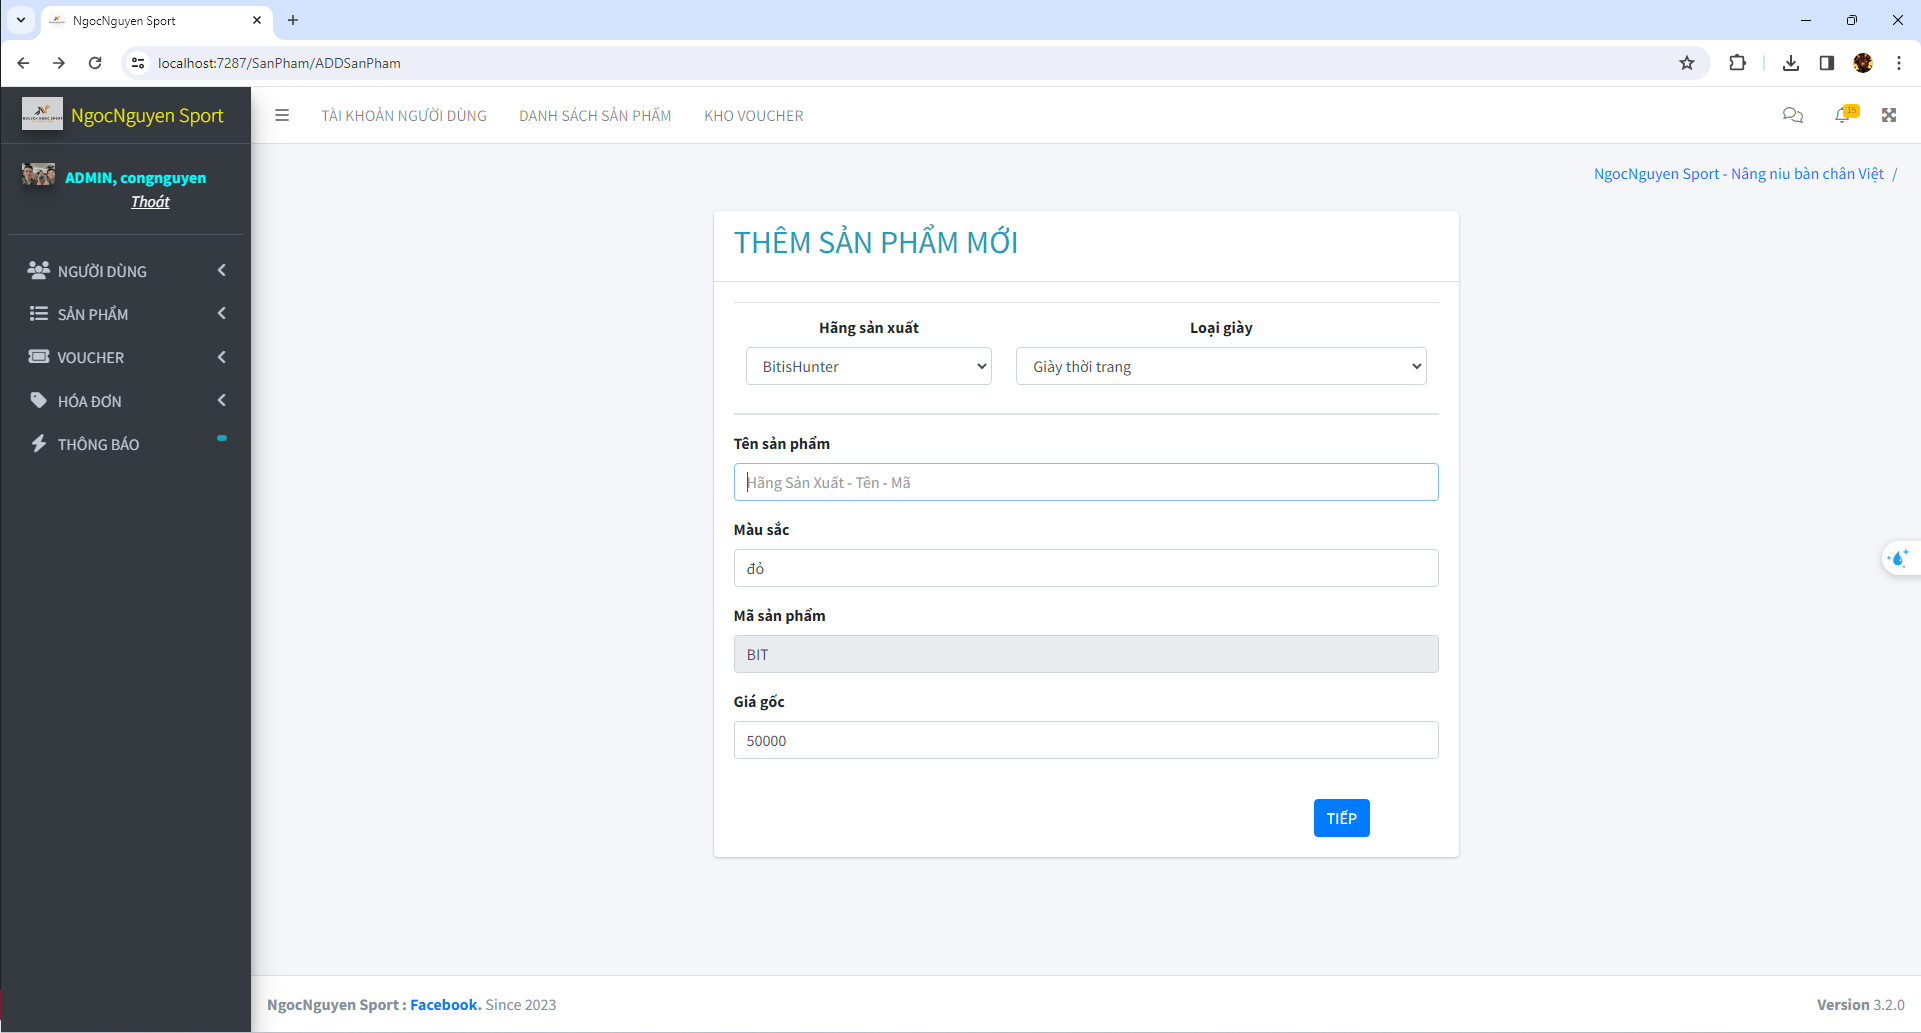 NgocNguyen Sport
localhost:7287/SanPham/ADDSanPham
NgocNguyen Sport
TÀI KHOẢN NGƯỜI DÙNG
DANH SÁCH SẢN PHẨM
KHO VOUCHER
15
ADMIN, congnguyen
Thoát
NgocNguyen Sport - Nâng niu bàn chân Việt /
NGƯỜI DÙNG
SẢN PHẨM
VOUCHER
HÓA ĐƠN
THÔNG BÁO
THÊM SẢN PHẨM MỚI
Hãng sản xuất
Loại giày
BitisHunter
Giày thời trang
Tên sản phẩm
Hãng Sản Xuất - Tên - Mã
Màu sắc
đỏ
Mã sản phẩm
BIT
Giá gốc
50000
TIẾP
NgocNguyen Sport : Facebook. Since 2023
Version 3.2.0